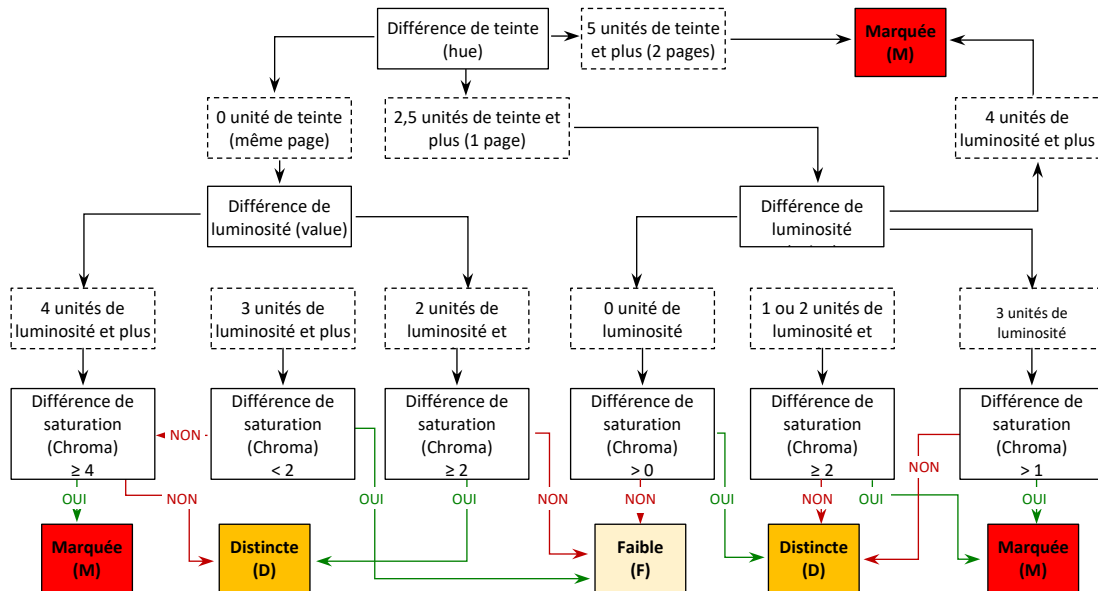 Différence de teinte
(hue)
5 unités de teinte
et plus (2 pages)
Marquée
(M)
0 unité de teinte
(même page)
2,5 unités de teinte et
plus (1 page)
4 unités de
luminosité et plus
Différence de
luminosité (value)
Différence de
luminosité
4 unités de
luminosité et plus
3 unités de
luminosité et plus
2 unités de
luminosité et
0 unité de
luminosité
1 ou 2 unités de
luminosité et
3 unités de
luminosité
Différence de
saturation
(Chroma)
≥ 4
Différence de
saturation
(Chroma)
< 2
Différence de
saturation
(Chroma)
≥ 2
Différence de
saturation
(Chroma)
> 0
Différence de
saturation
(Chroma)
≥ 2
Différence de
saturation
(Chroma)
> 1
NON
NON
OUI
NON
OUI
OUI
NON
NON
OUI
NON
OUI
OUI
Marquée
(M)
Distincte
(D)
Faible
(F)
Distincte
(D)
Marquée
(M)